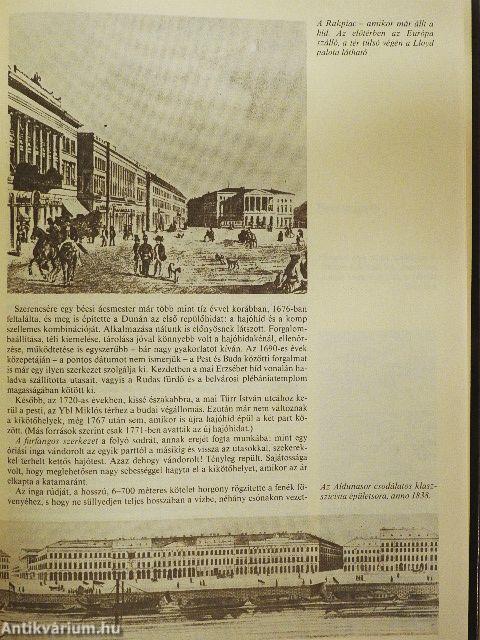 A Rakpiac – amikor már állt a
híd. Az előtérben az Európa
szálló, a tér túlsó végén a Lloyd
palota látható
Szerencsére egy bécsi ácsmester már több mint tíz évvel korábban, 1676-ban
feltalálta, és meg is építette a Dunán az első repülőhidat: a hajóhíd és a komp
szellemes kombinációját. Alkalmazása nálunk is előnyösnek látszott. Forgalom-
beállítása, téli kiemelése, tárolása jóval könnyebb volt a hajóhidakénál, ellenőr-
zése, működtetése is egyszerűbb – bár nagy gyakorlatot kíván. Az 1690-es évek
közepetáján – a pontos dátumot nem ismerjük – a Pest és Buda közötti forgalmat
is már egy ilyen szerkezet szolgálja ki. Kezdetben a mai Erzsébet híd vonalán ha-
ladva szállította utasait, vagyis a Rudas fürdő és a belvárosi plébániatemplom
magasságában kötött ki.
Később, az 1720-as években, kissé északabbra, a mai Türr István utcához ke-
rül a pesti, az Ybl Miklós térhez a budai végállomás. Ezután már nem változnak
a kikötőhelyek, még 1767 után sem, amikor is újra hajóhíd épül a két part kö-
zött. (Más források szerint csak 1771-ben avatták az új hajóhidat.)
A furfangos szerkezet a folyó sodrát, annak erejét fogta munkába: mint egy
óriási inga vándorolt az egyik parttól a másikig és vissza az utasokkal, szekerek-
kel terhelt kettős hajótest. Azaz dehogy vándorolt! Tényleg repült. Sajátossága
volt, hogy meglehetősen nagy sebességgel hagyta el a kikötőhelyet, amikor az ár
elkapta a katamaránt.
Az inga rúdját, a hosszú, 6–700 méteres kötelet horgony rögzítette a fenék fö-
venyéhez, s hogy ne süllyedjen teljes hosszában a vízbe, néhány csónakon vezet-
Az Aldunasor csodálatos klasz-
szicista épületsora, anno 1838.
Antikvárium.hu